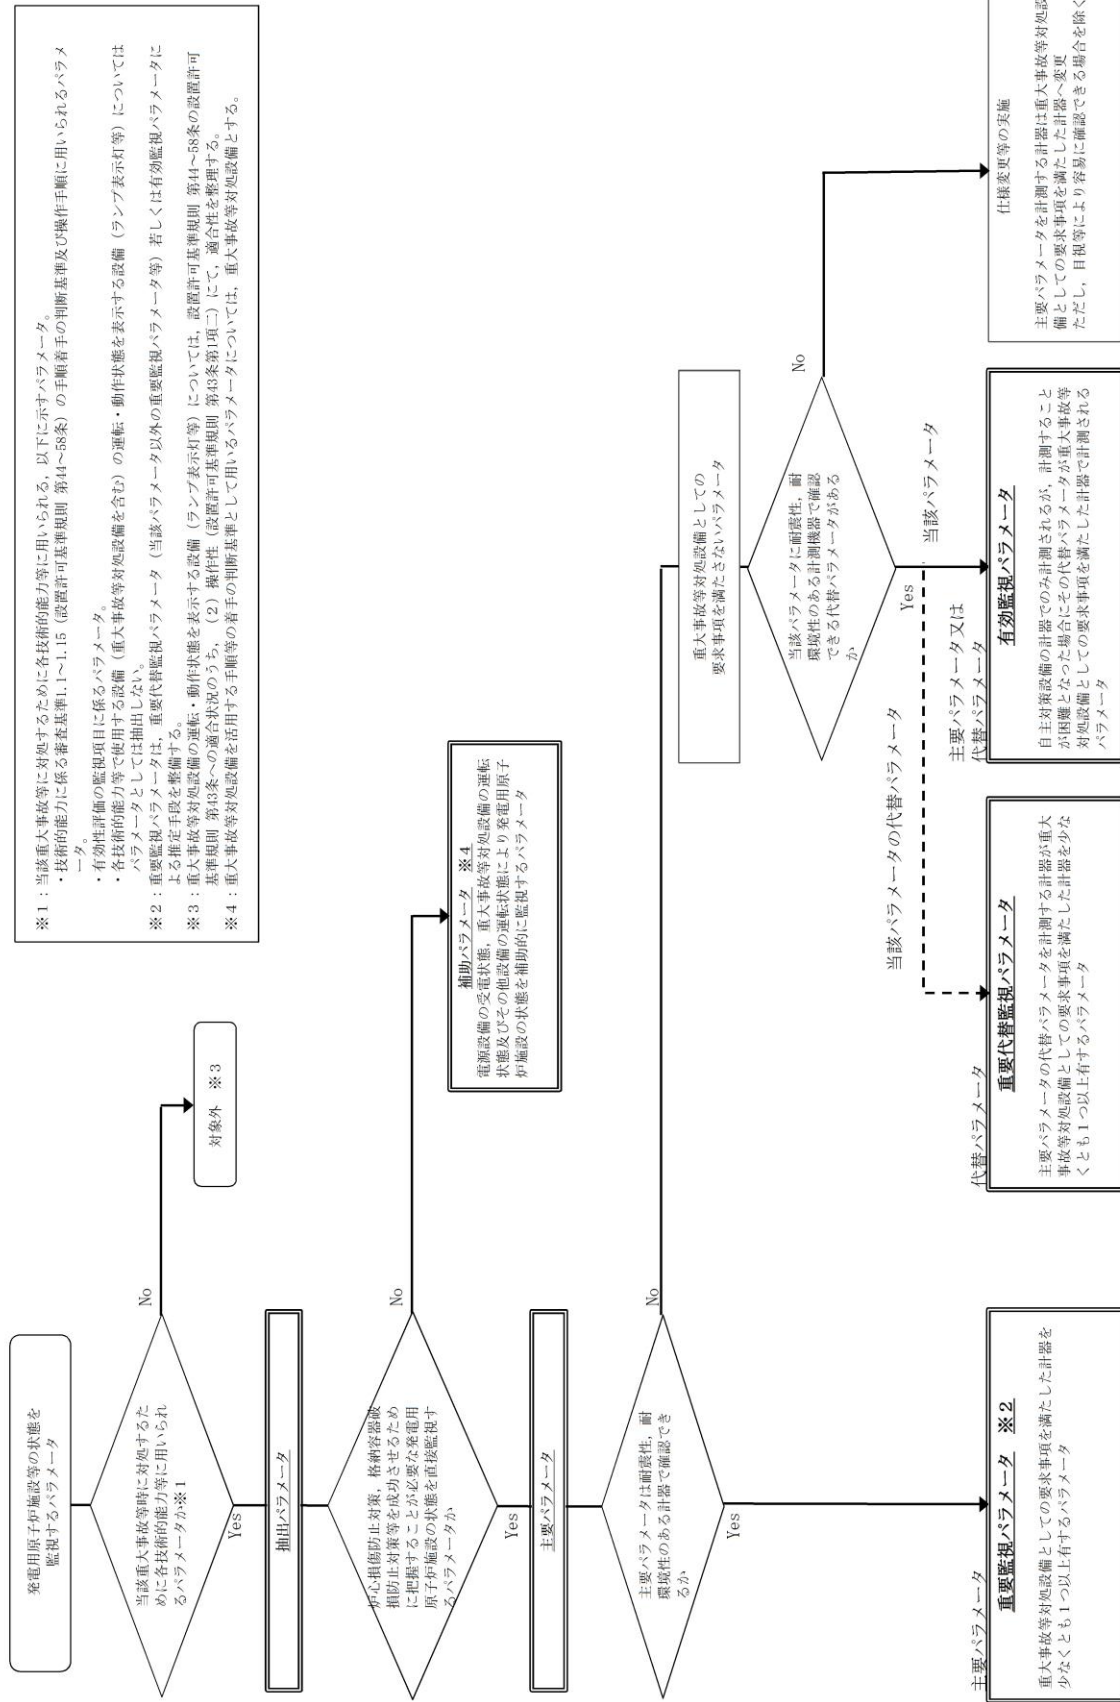 発電用原子炉施設等の状態を
監視するパラメータ
当該重大事故等時に対処するた
めに各技術的能力等に用いられ
るパラメータか※1
No
Yes
対象外 ※3
抽出パラメータ
炉心損傷防止対策，格納容器破
損防止対策等を成功させるため
に把握することが必要な発電用
原子炉施設の状態を直接監視す
るパラメータか
No
Yes
補助パラメータ ※4
電源設備の受電状態，重大事故等対処設備の運転
状態及びその他設備の運転状態により発電用原子
炉施設の状態を補助的に監視するパラメータ
主要パラメータ
主要パラメータは耐震性，耐
環境性のある計器で確認でき
るか
No
Yes
重大事故等対処設備としての
要求事項を満たさないパラメータ
当該パラメータに耐震性，耐
環境性のある計測機器で確認
できる代替パラメータがある
か
No
Yes
当該パラメータ
当該パラメータの代替パラメータ
主要パラメータ
重要監視パラメータ ※2
重大事故等対処設備としての要求事項を満たした計器を
少なくとも1つ以上有するパラメータ
代替パラメータ
重要代替監視パラメータ
主要パラメータの代替パラメータを計測する計器が重大
事故等対処設備としての要求事項を満たした計器を少な
くとも1つ以上有するパラメータ
主要パラメータ又は
代替パラメータ
有効監視パラメータ
自主対策設備の計器でのみ計測されるが，計測すること
が困難となった場合にその代替パラメータが重大事故等
対処設備としての要求事項を満たした計器で計測される
パラメータ
仕様変更等の実施
主要パラメータを計測する計器は重大事故等対処設
備としての要求事項を満たした計器へ変更
ただし，目視等により容易に確認できる場合を除く
※1：当該重大事故等に対処するために各技術的能力等に用いられる，以下に示すパラメータ。
・技術的能力に係る審査基準1.1～1.15（設置許可基準規則 第44～58条）の手順着手の判断基準及び操作手順に用いられるパラメ
ータ。
・有効性評価の監視項目に係るパラメータ。
・各技術的能力等で使用する設備（重大事故等対処設備を含む）の運転・動作状態を表示する設備（ランプ表示灯等）については
パラメータとしては抽出しない。
※2：重要監視パラメータは，重要代替監視パラメータ（当該パラメータ以外の重要監視パラメータ等）若しくは有効監視パラメータに
よる推定手段を整備する。
※3：重大事故等対処設備の運転・動作状態を表示する設備（ランプ表示灯等）については，設置許可基準規則 第44～58条の設置許可
基準規則 第43条への適合状況のうち，（2）操作性（設置許可基準規則 第43条第1項二）にて，適合性を整理する。
※4：重大事故等対処設備を活用する手順等の着手の判断基準として用いるパラメータについては，重大事故等対処設備とする。